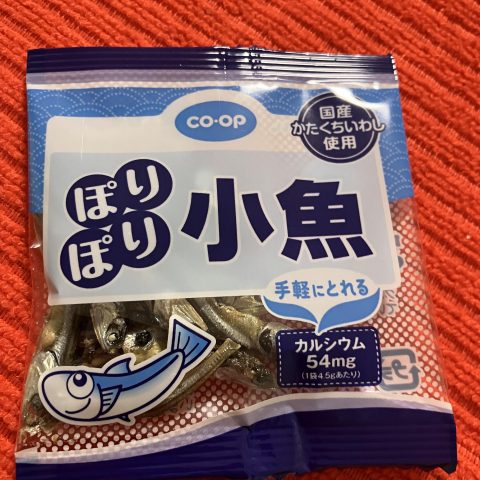 CO·OP
国産
かたくちいわし
使用
ぽりぽり
小魚
手軽にとれる
カルシウム
54mg
(1袋4.5gあたり)